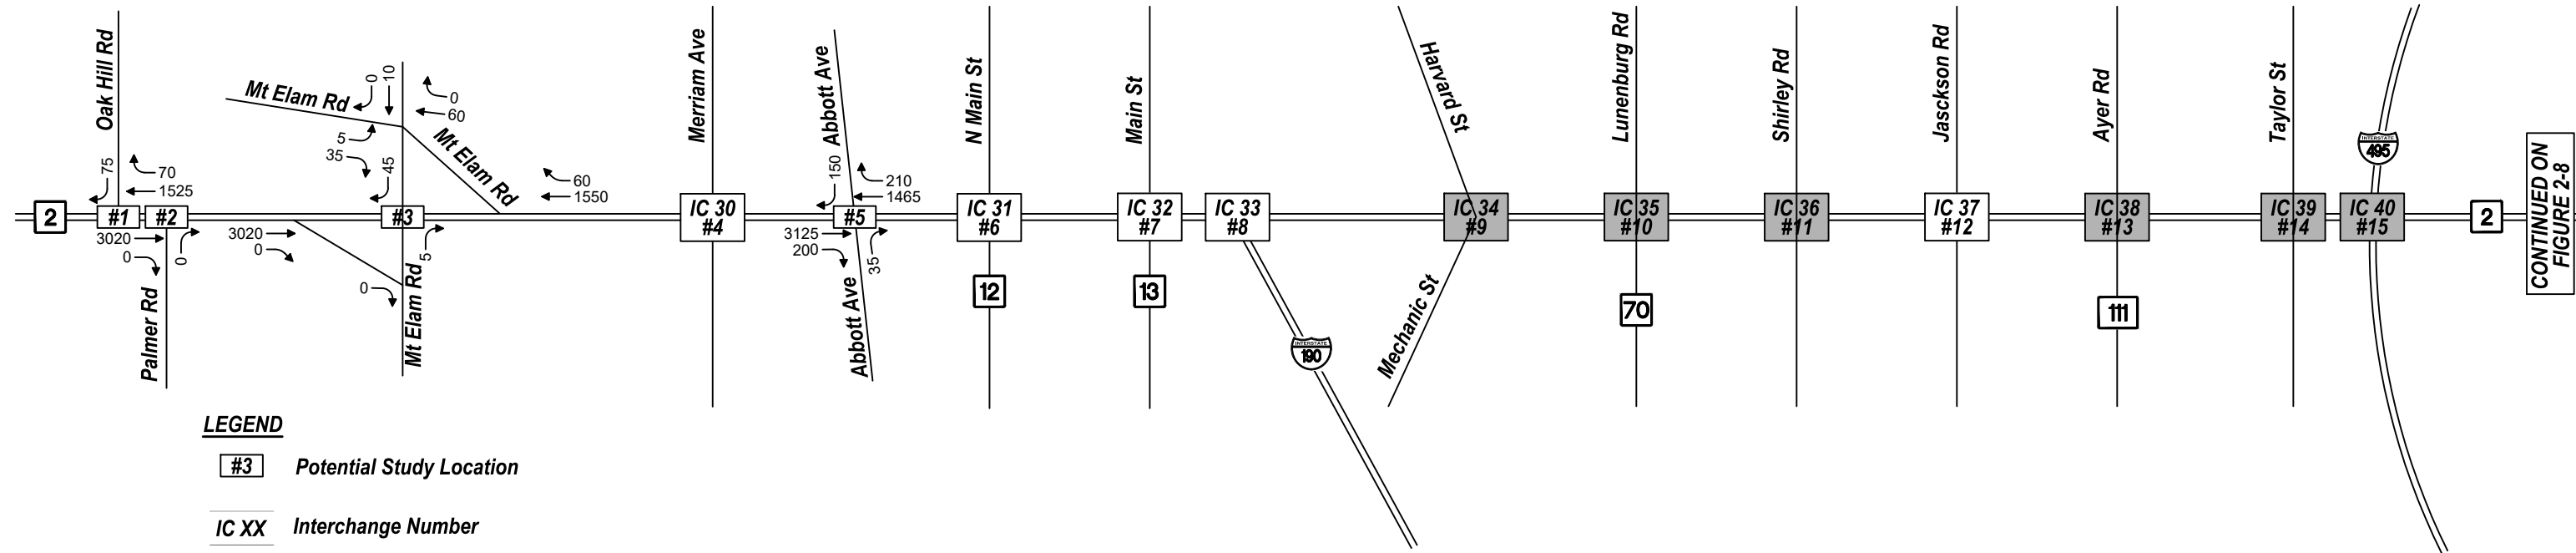 Oak Hill Rd
75
70
1525
2
#1
#2
3020
0
0
Palmer Rd
Mt Elam Rd
0
10
0
60
5
35
45
Mt Elam Rd
60
1550
#3
3020
0
5
0
Mt Elam Rd
Merriam Ave
IC 30
#4
Abbott Ave
150
210
1465
#5
3125
200
35
Abbott Ave
N Main St
IC 31
#6
12
Main St
IC 32
#7
13
IC 33
#8
INTERSTATE
190
Harvard St
IC 34
#9
Mechanic St
Lunenburg Rd
IC 35
#10
70
Shirley Rd
IC 36
#11
Jasckson Rd
IC 37
#12
Ayer Rd
IC 38
#13
111
Taylor St
IC 39
#14
INTERSTATE
495
IC 40
#15
2
CONTINUED ON
FIGURE 2-8
LEGEND
#3 Potential Study Location
IC XX Interchange Number